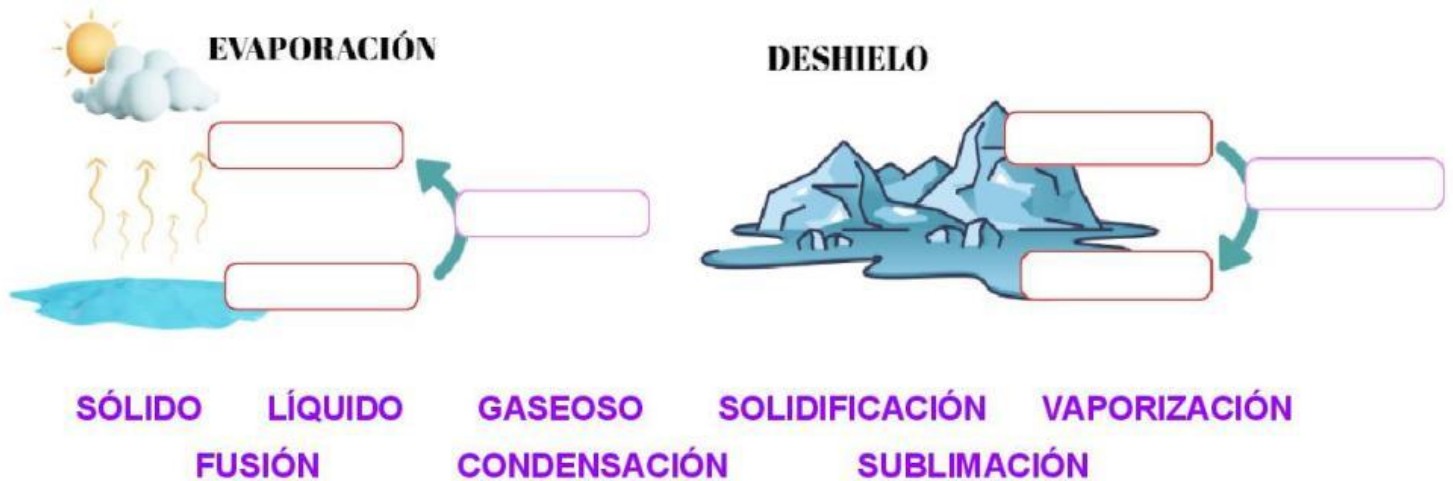 EVAPORACIÓN
DESHIELO
SÓLIDO LÍQUIDO GASEOSO SOLIDIFICACIÓN VAPORIZACIÓN
FUSIÓN CONDENSACIÓN SUBLIMACIÓN